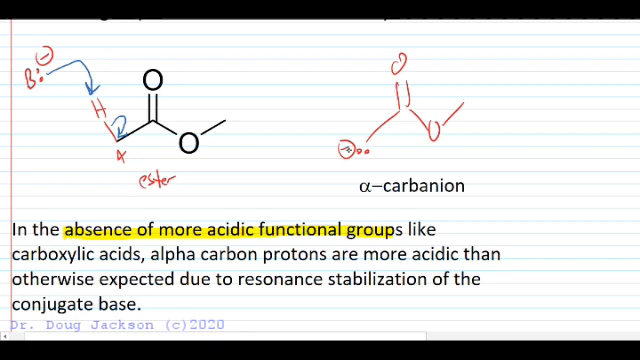 B:
H
O
O
α
ester
O
O
α-carbanion
In the absence of more acidic functional groups like
carboxylic acids, alpha carbon protons are more acidic than
otherwise expected due to resonance stabilization of the
conjugate base.
Dr. Doug Jackson (c)2020